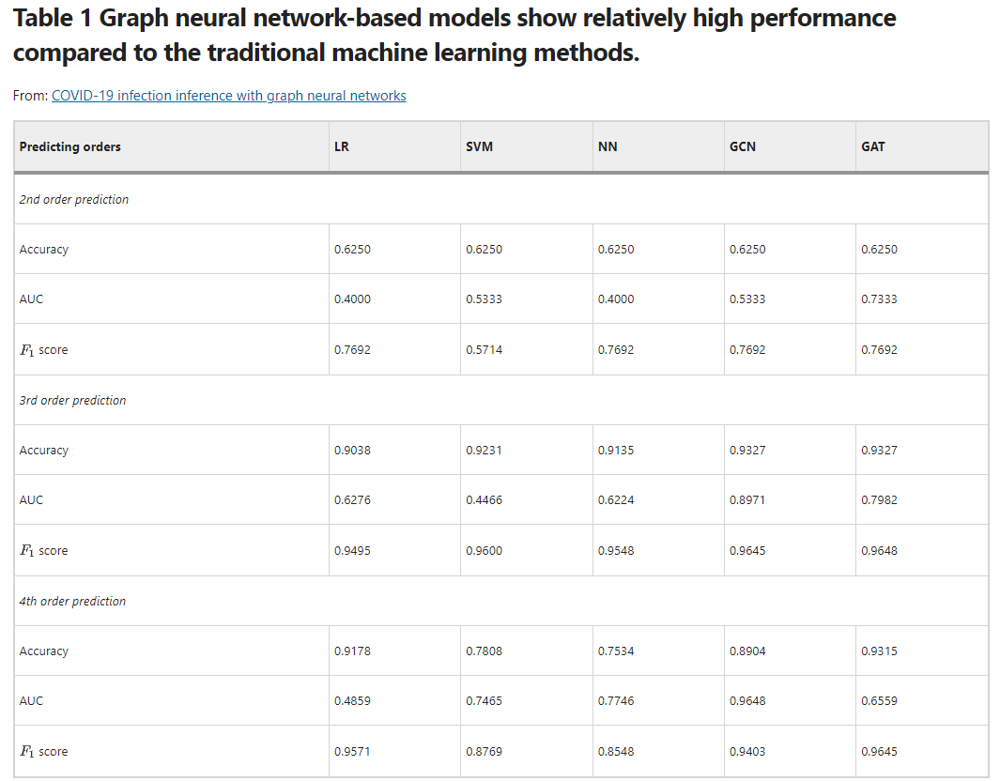 Table 1 Graph neural network-based models show relatively high performance
compared to the traditional machine learning methods.
From: COVID-19 infection inference with graph neural networks
Predicting orders LR SVM NN GCN GAT
2nd order prediction
Accuracy 0.6250 0.6250 0.6250 0.6250 0.6250
AUC 0.4000 0.5333 0.4000 0.5333 0.7333
F1 score 0.7692 0.5714 0.7692 0.7692 0.7692
3rd order prediction
Accuracy 0.9038 0.9231 0.9135 0.9327 0.9327
AUC 0.6276 0.4466 0.6224 0.8971 0.7982
F1 score 0.9495 0.9600 0.9548 0.9645 0.9648
4th order prediction
Accuracy 0.9178 0.7808 0.7534 0.8904 0.9315
AUC 0.4859 0.7465 0.7746 0.9648 0.6559
F1 score 0.9571 0.8769 0.8548 0.9403 0.9645